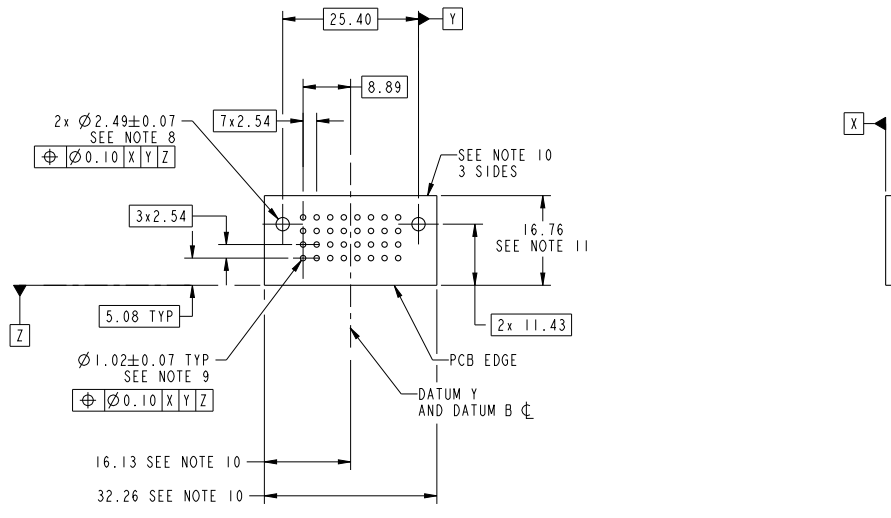 25.40
Y
8.89
7x2.54
2x Ø2.49±0.07
SEE NOTE 8
⌖ Ø0.10 X Y Z
X
SEE NOTE 10
3 SIDES
3x2.54
16.76
SEE NOTE 11
5.08 TYP
Z
2x 11.43
Ø1.02±0.07 TYP
SEE NOTE 9
⌖ Ø0.10 X Y Z
PCB EDGE
DATUM Y
AND DATUM B ℄
16.13 SEE NOTE 10
32.26 SEE NOTE 10